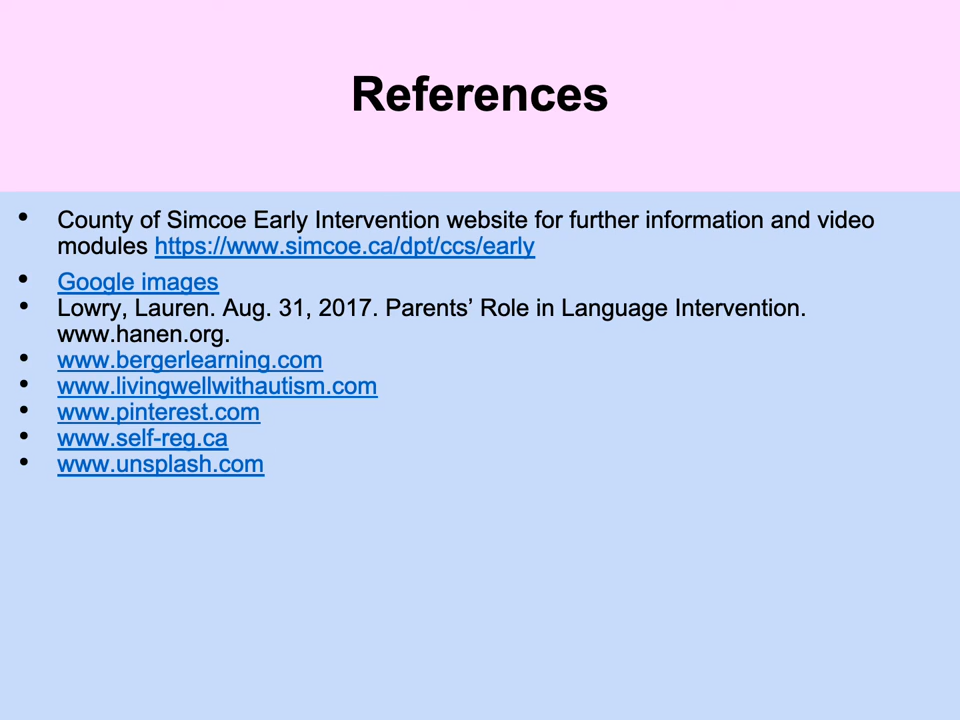 References
• County of Simcoe Early Intervention website for further information and video
modules https://www.simcoe.ca/dpt/ccs/early
• Google images
• Lowry, Lauren. Aug. 31, 2017. Parents’ Role in Language Intervention.
www.hanen.org.
• www.bergerlearning.com
• www.livingwellwithautism.com
• www.pinterest.com
• www.self-reg.ca
• www.unsplash.com